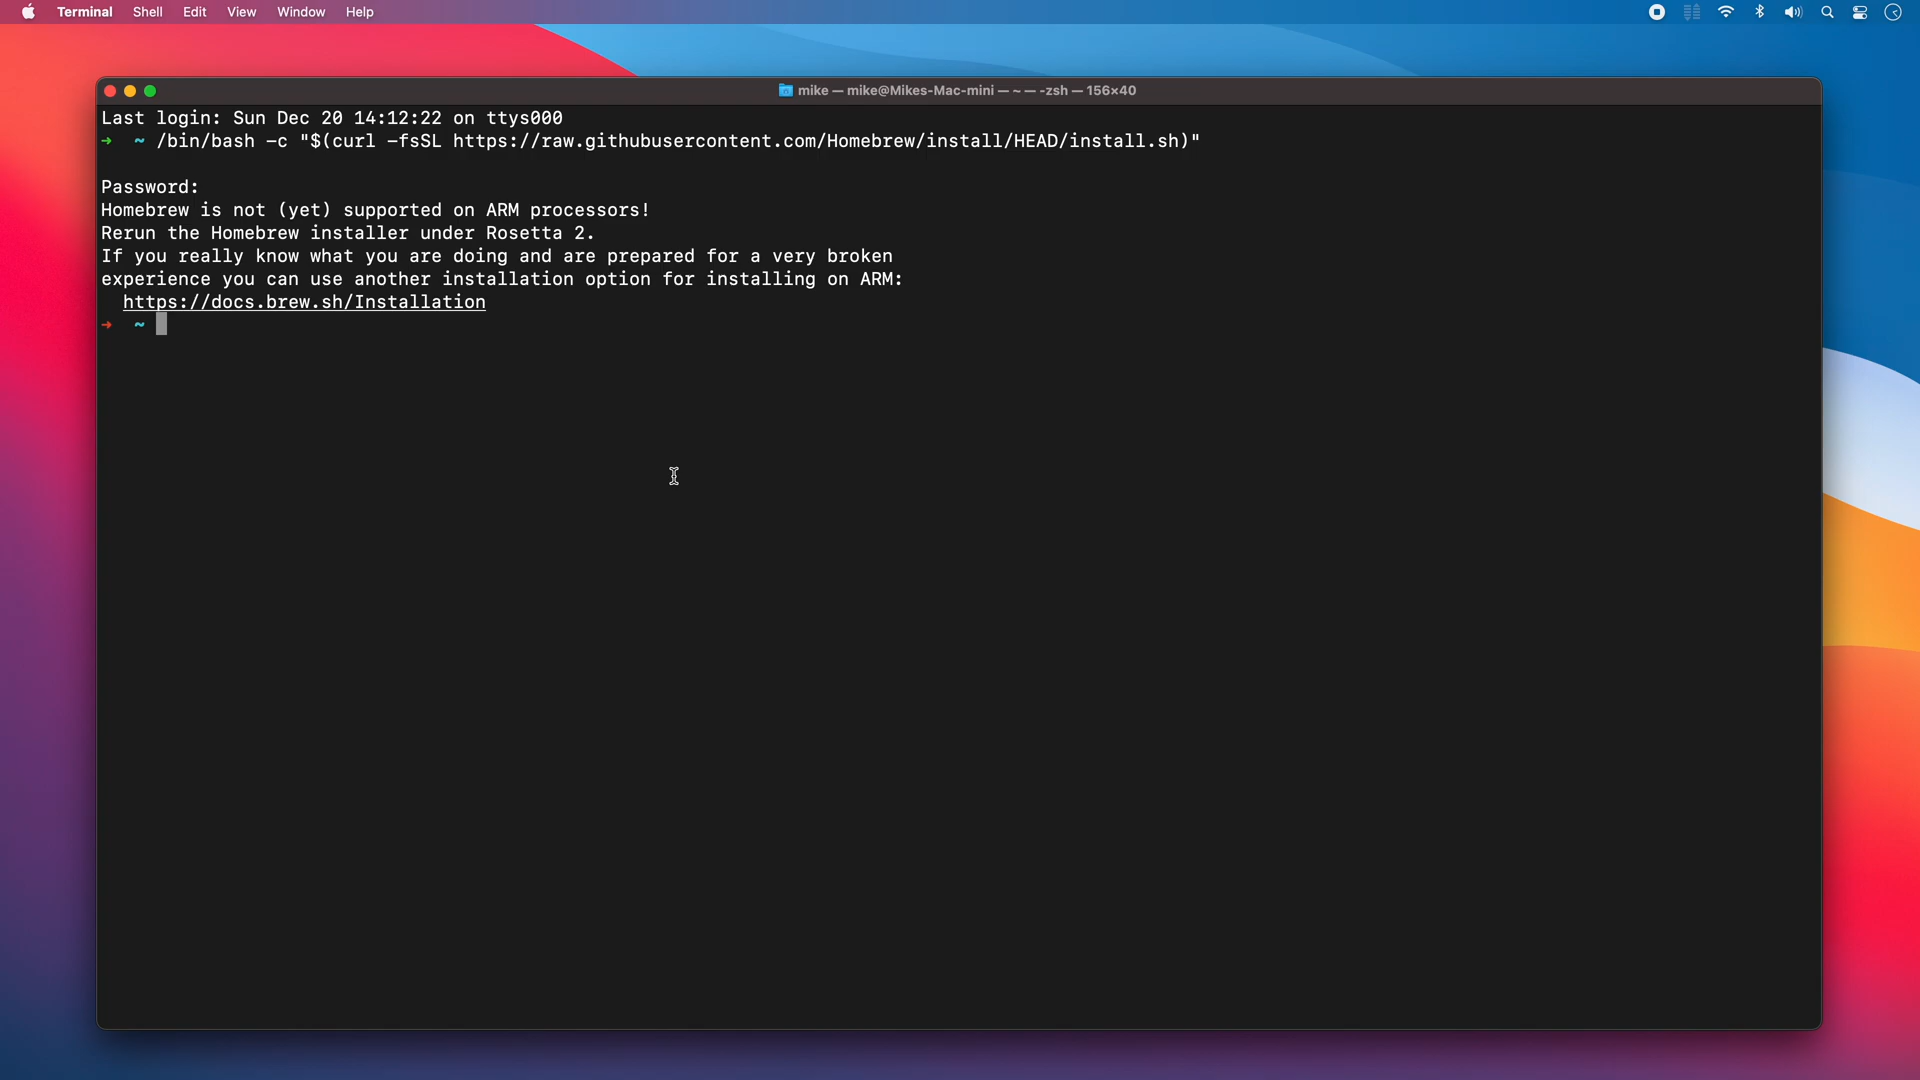 Terminal Shell Edit View Window Help
mike — mike@Mikes-Mac-mini — ~ — -zsh — 156×40
Last login: Sun Dec 20 14:12:22 on ttys000
➜ ~ /bin/bash -c "$(curl -fsSL https://raw.githubusercontent.com/Homebrew/install/HEAD/install.sh)"
Password:
Homebrew is not (yet) supported on ARM processors!
Rerun the Homebrew installer under Rosetta 2.
If you really know what you are doing and are prepared for a very broken
experience you can use another installation option for installing on ARM:
https://docs.brew.sh/Installation
➜ ~